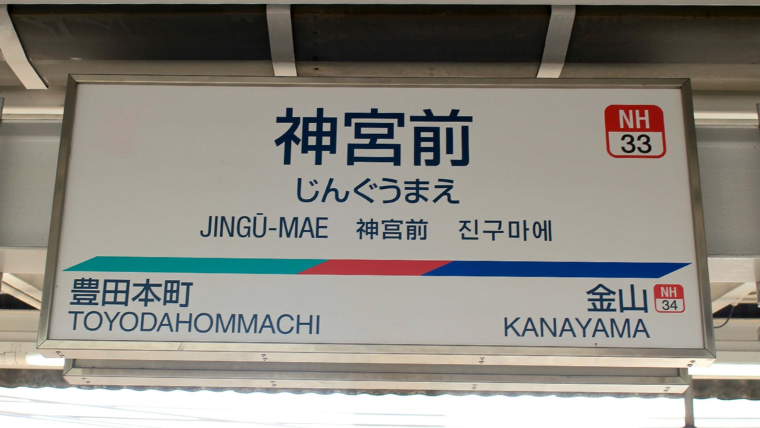 神宮前
NH
33
じんぐうまえ
JINGŪ-MAE 神宫前 진구마에
豊田本町
TOYODAHOMMACHI
金山
NH
34
KANAYAMA